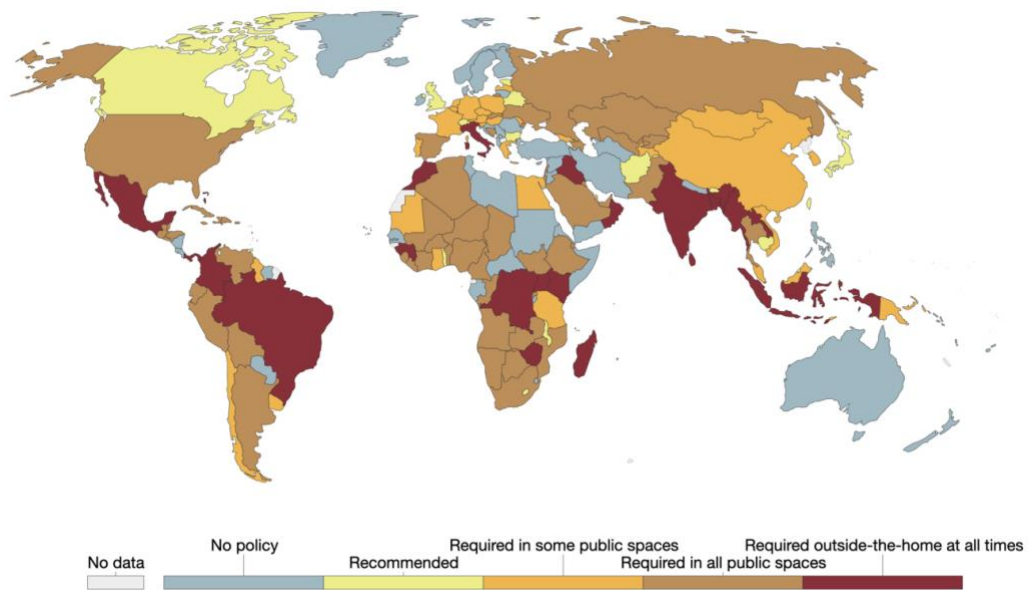 No policy
Required in some public spaces
Required outside-the-home at all times
No data
Recommended
Required in all public spaces